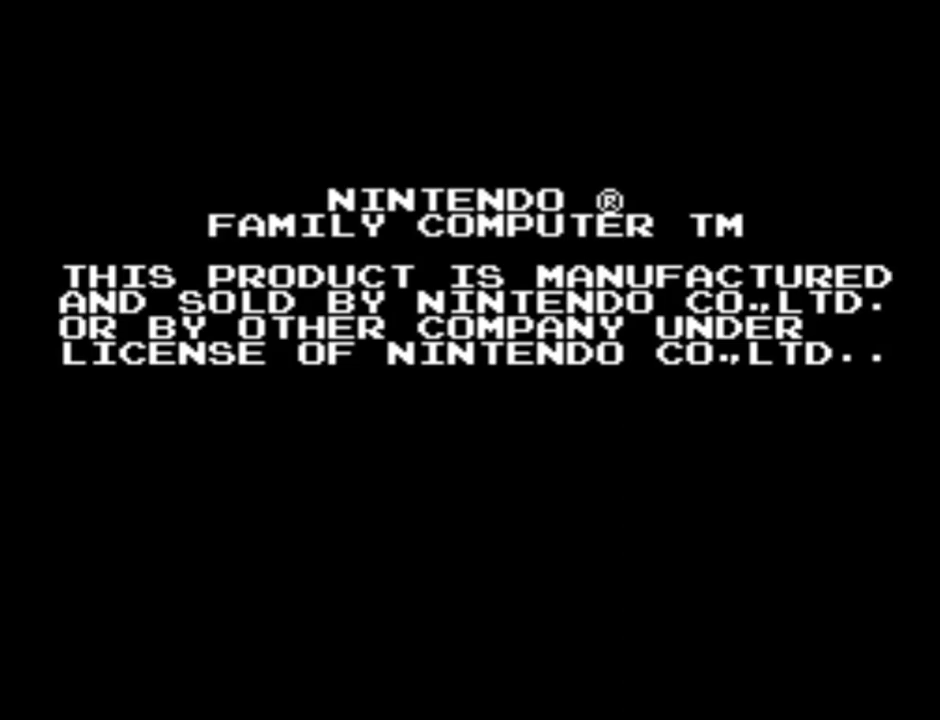 NINTENDO ®
FAMILY COMPUTER TM
THIS PRODUCT IS MANUFACTURED
AND SOLD BY NINTENDO CO.,LTD.
OR BY OTHER COMPANY UNDER
LICENSE OF NINTENDO CO.,LTD..